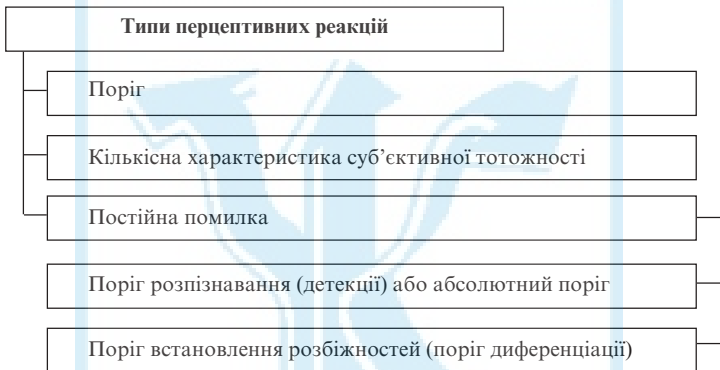 Типи перцептивних реакцій
Поріг
Кількісна характеристика суб’єктивної тотожності
Постійна помилка
Поріг розпізнавання (детекції) або абсолютний поріг
Поріг встановлення розбіжностей (поріг диференціації)